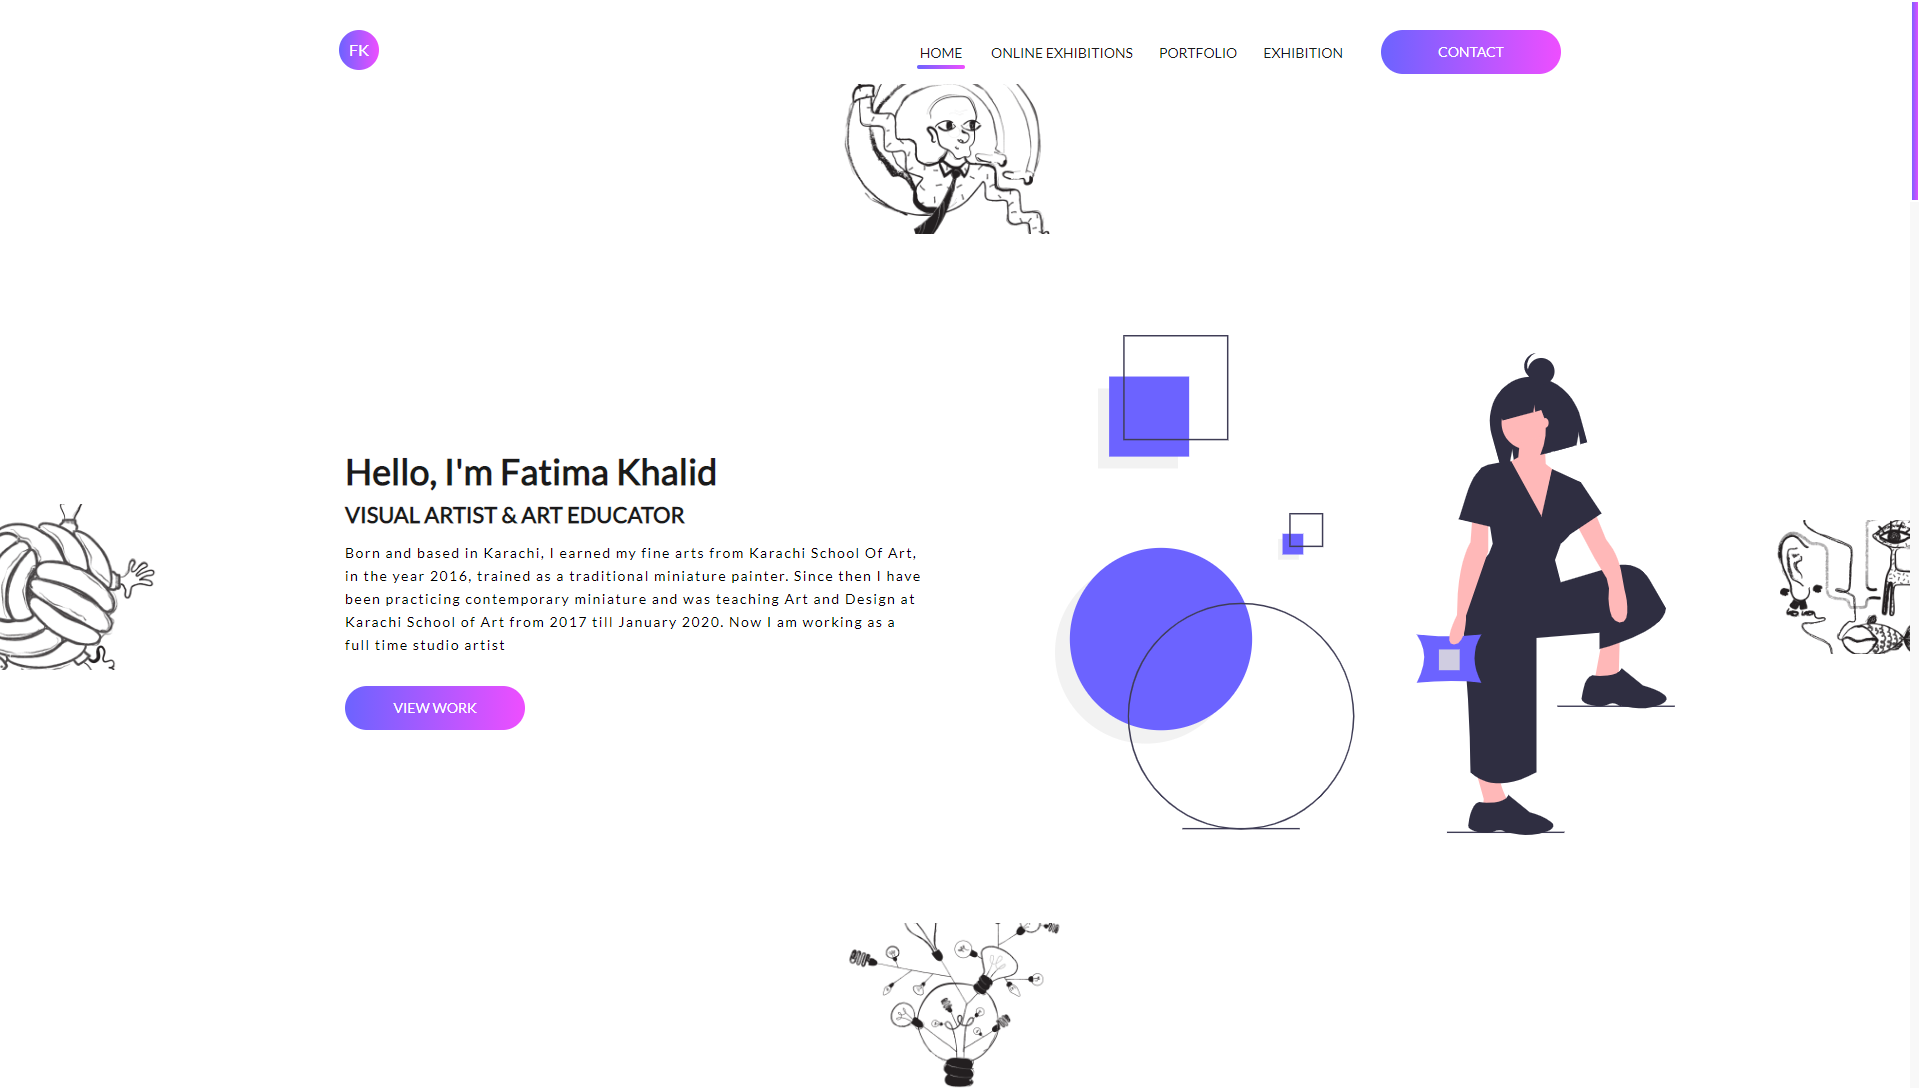 FK
HOME ONLINE EXHIBITIONS PORTFOLIO EXHIBITION CONTACT
Hello, I'm Fatima Khalid
VISUAL ARTIST & ART EDUCATOR
Born and based in Karachi, I earned my fine arts from Karachi School Of Art,
in the year 2016, trained as a traditional miniature painter. Since then I have
been practicing contemporary miniature and was teaching Art and Design at
Karachi School of Art from 2017 till January 2020. Now I am working as a
full time studio artist
VIEW WORK